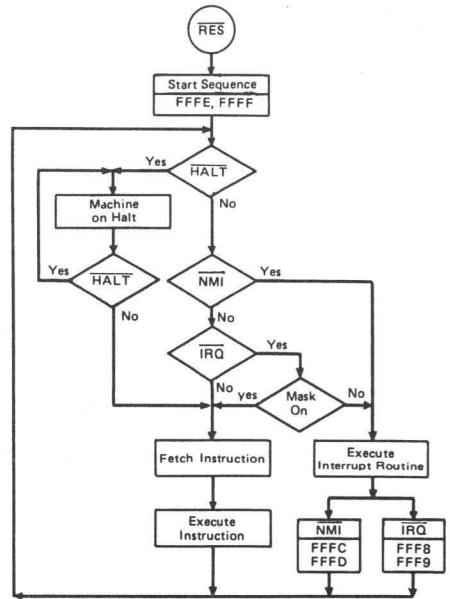 RES
Start Sequence
FFFE, FFFF
Yes
HALT
No
Machine
on Halt
Yes
HALT
No
NMI
Yes
No
IRQ
Yes
No
yes
Mask
On
No
Fetch Instruction
Execute
Interrupt Routine
Execute
Instruction
NMI
FFFC
FFFD
IRQ
FFF8
FFF9